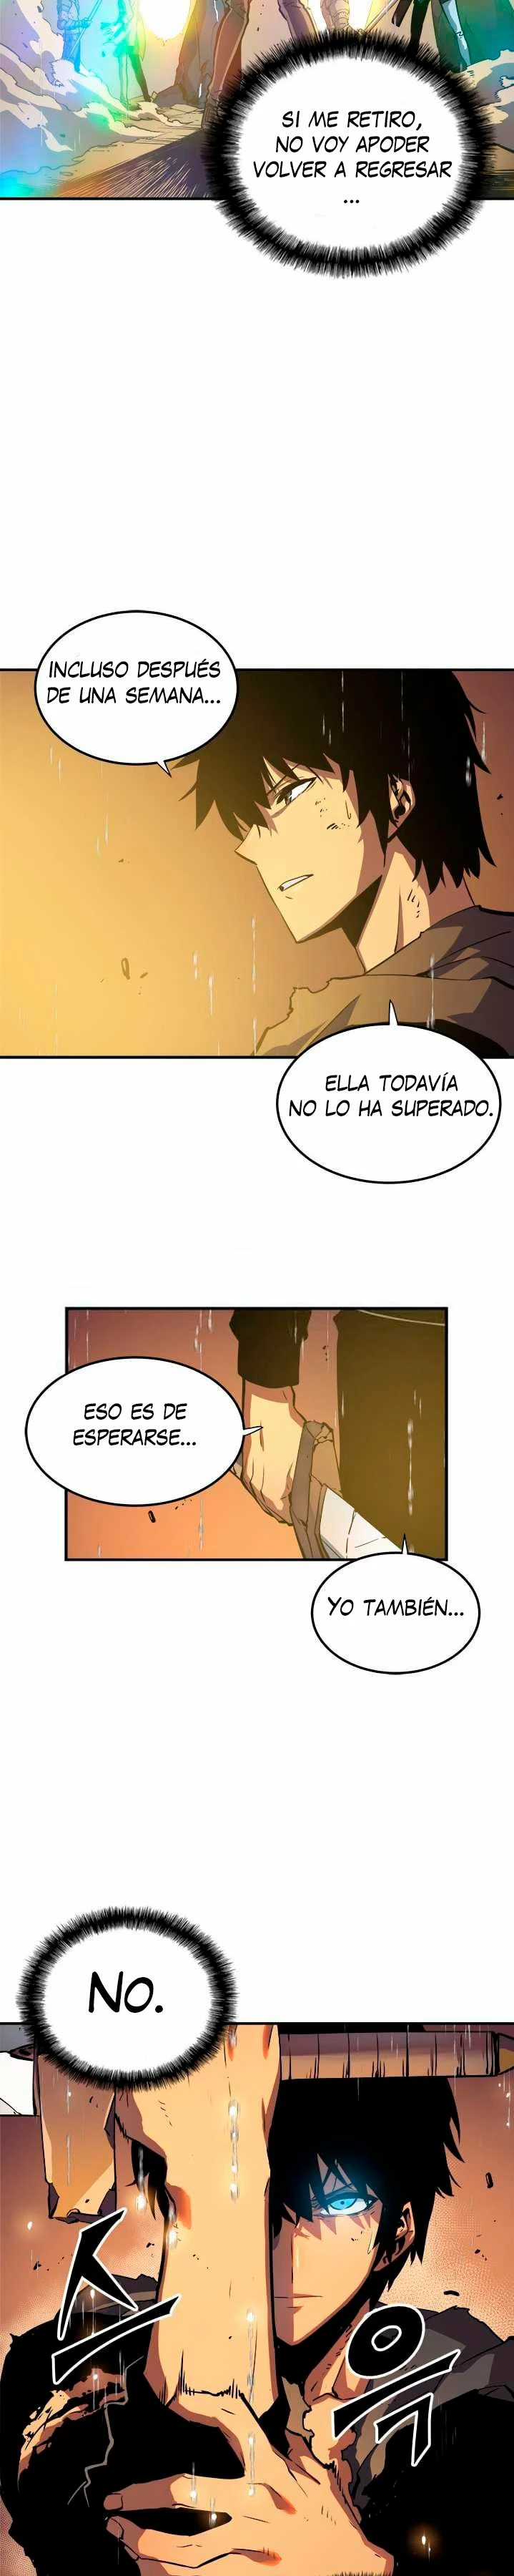 SI ME RETIRO,
NO VOY APODER
VOLVER A REGRESAR
...
INCLUSO DESPUÉS
DE UNA SEMANA...
ELLA TODAVÍA
NO LO HA SUPERADO.
ESO ES DE
ESPERARSE...
YO TAMBIÉN...
NO.
스
윽